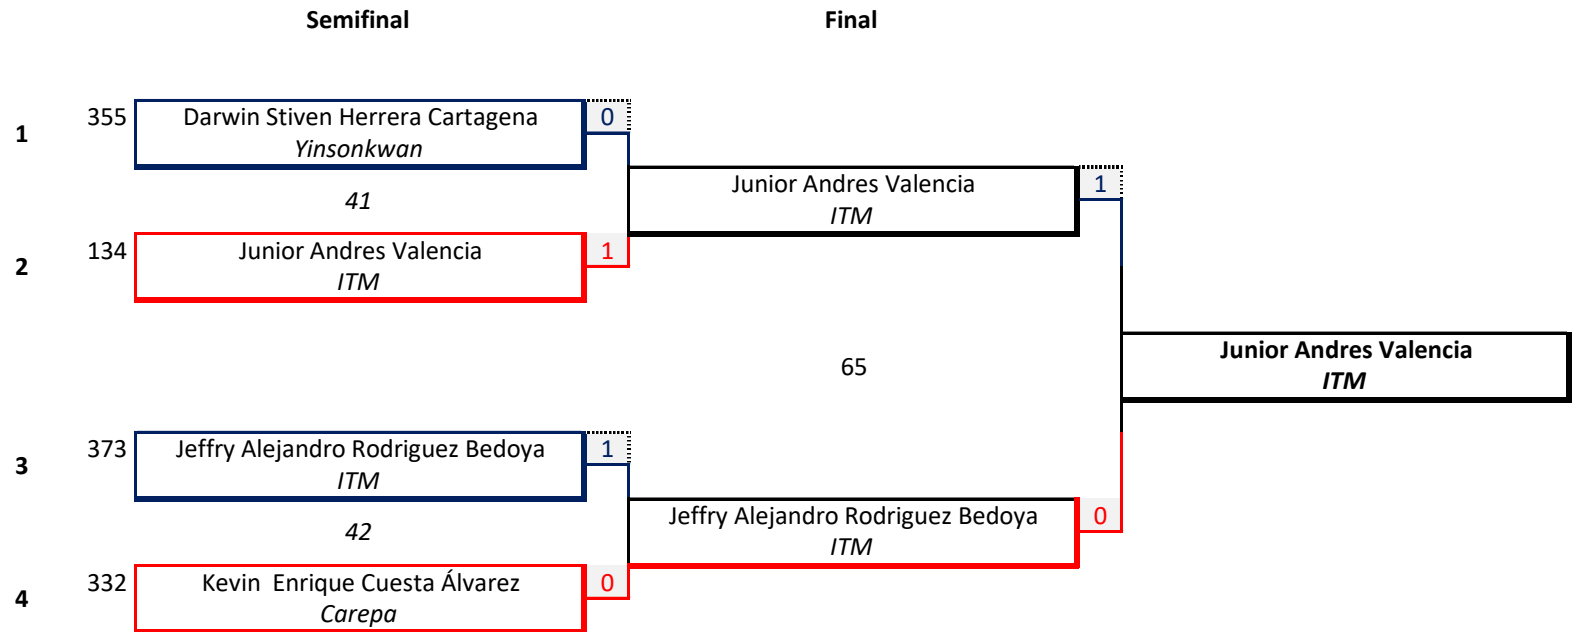 Semifinal Final
355 Darwin Stiven Herrera Cartagena 0
1 Yinsonkwan
Junior Andres Valencia 1
41 ITM
134 Junior Andres Valencia 1
2 ITM
65
Junior Andres Valencia
ITM
373 Jeffry Alejandro Rodriguez Bedoya 1
3 ITM
Jeffry Alejandro Rodriguez Bedoya 0
42 ITM
332 Kevin  Enrique Cuesta Álvarez 0
4 Carepa